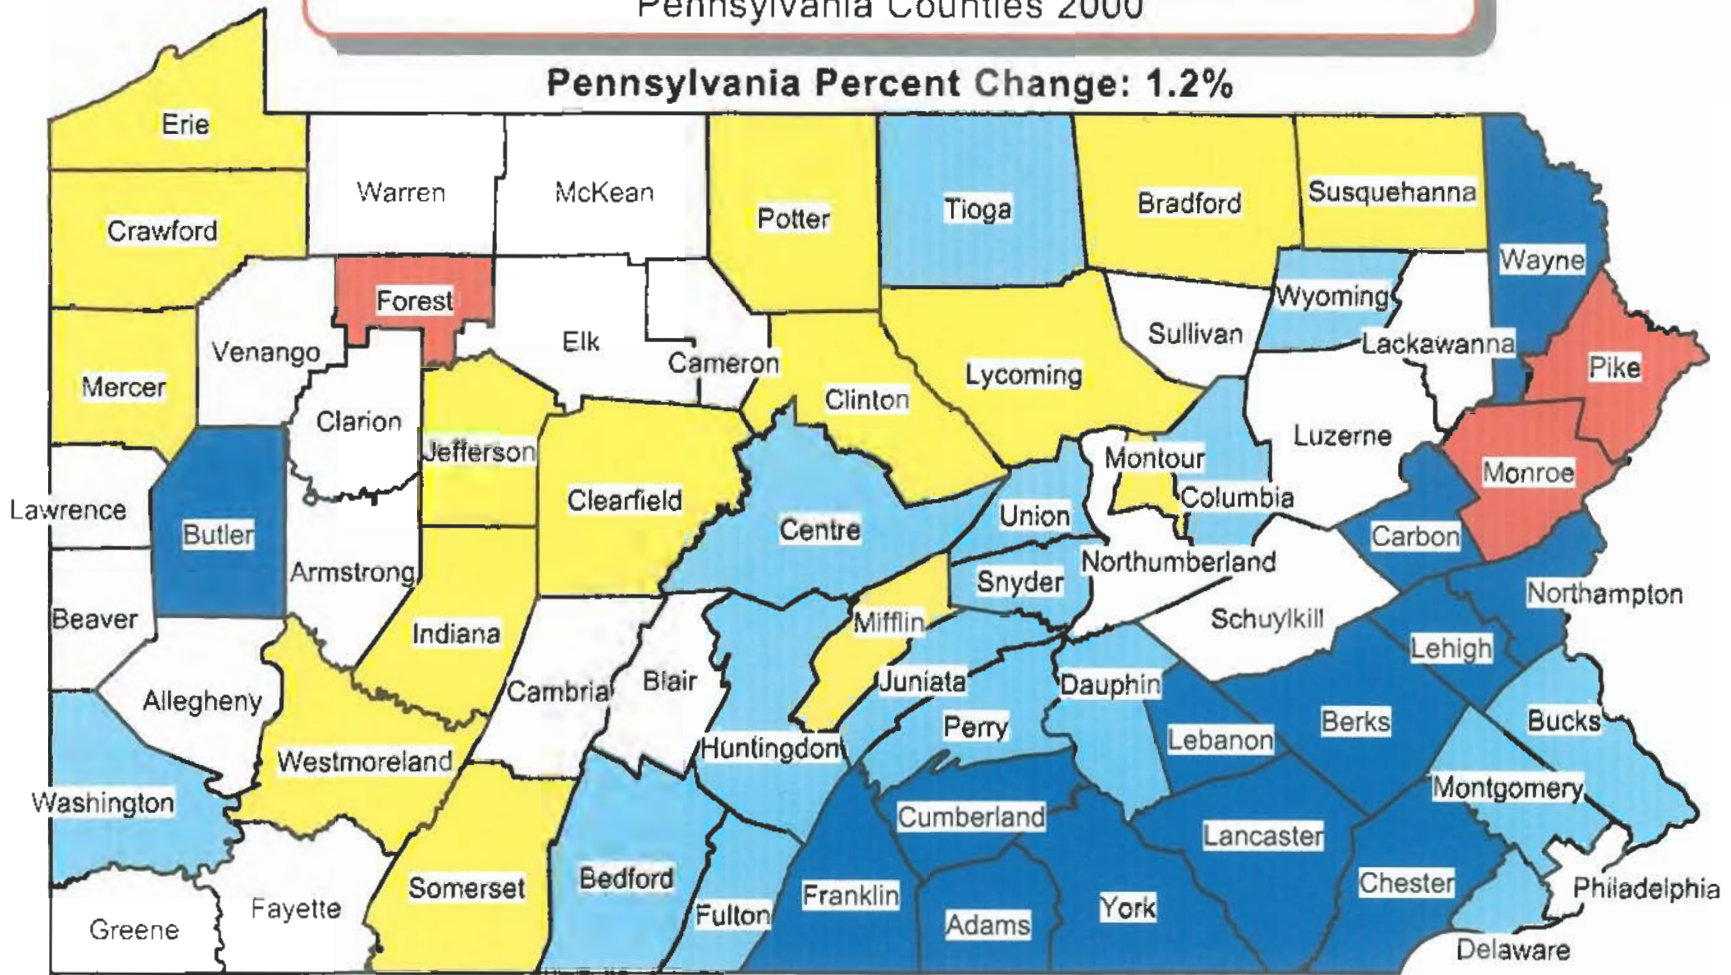 Pennsylvania Counties 2000
Pennsylvania Percent Change: 1.2%
Erie
Warren
McKean
Potter
Tioga
Bradford
Susquehanna
Crawford
Wayne
Forest
Wyoming
Venango
Elk
Cameron
Sullivan
Lackawanna
Pike
Mercer
Lycoming
Clinton
Clarion
Luzerne
Jefferson
Montour
Monroe
Clearfield
Columbia
Lawrence
Butler
Centre
Union
Carbon
Armstrong
Northumberland
Snyder
Northampton
Beaver
Indiana
Mifflin
Schuylkill
Lehigh
Allegheny
Cambria
Blair
Juniata
Dauphin
Perry
Berks
Bucks
Huntingdon
Lebanon
Westmoreland
Washington
Montgomery
Cumberland
Lancaster
Somerset
Bedford
Franklin
Chester
Philadelphia
Fayette
Fulton
York
Greene
Adams
Delaware